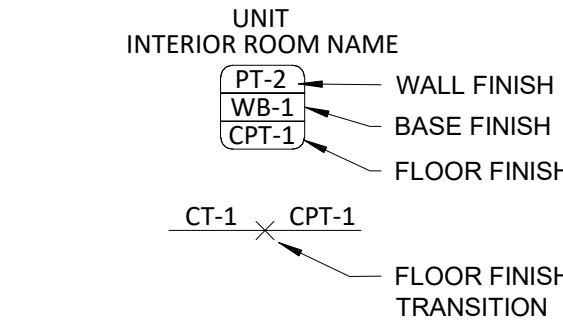 UNIT
INTERIOR ROOM NAME
PT-2
WALL FINISH
WB-1
BASE FINISH
CPT-1
FLOOR FINISH
CT-1 CPT-1
FLOOR FINISH
TRANSITION